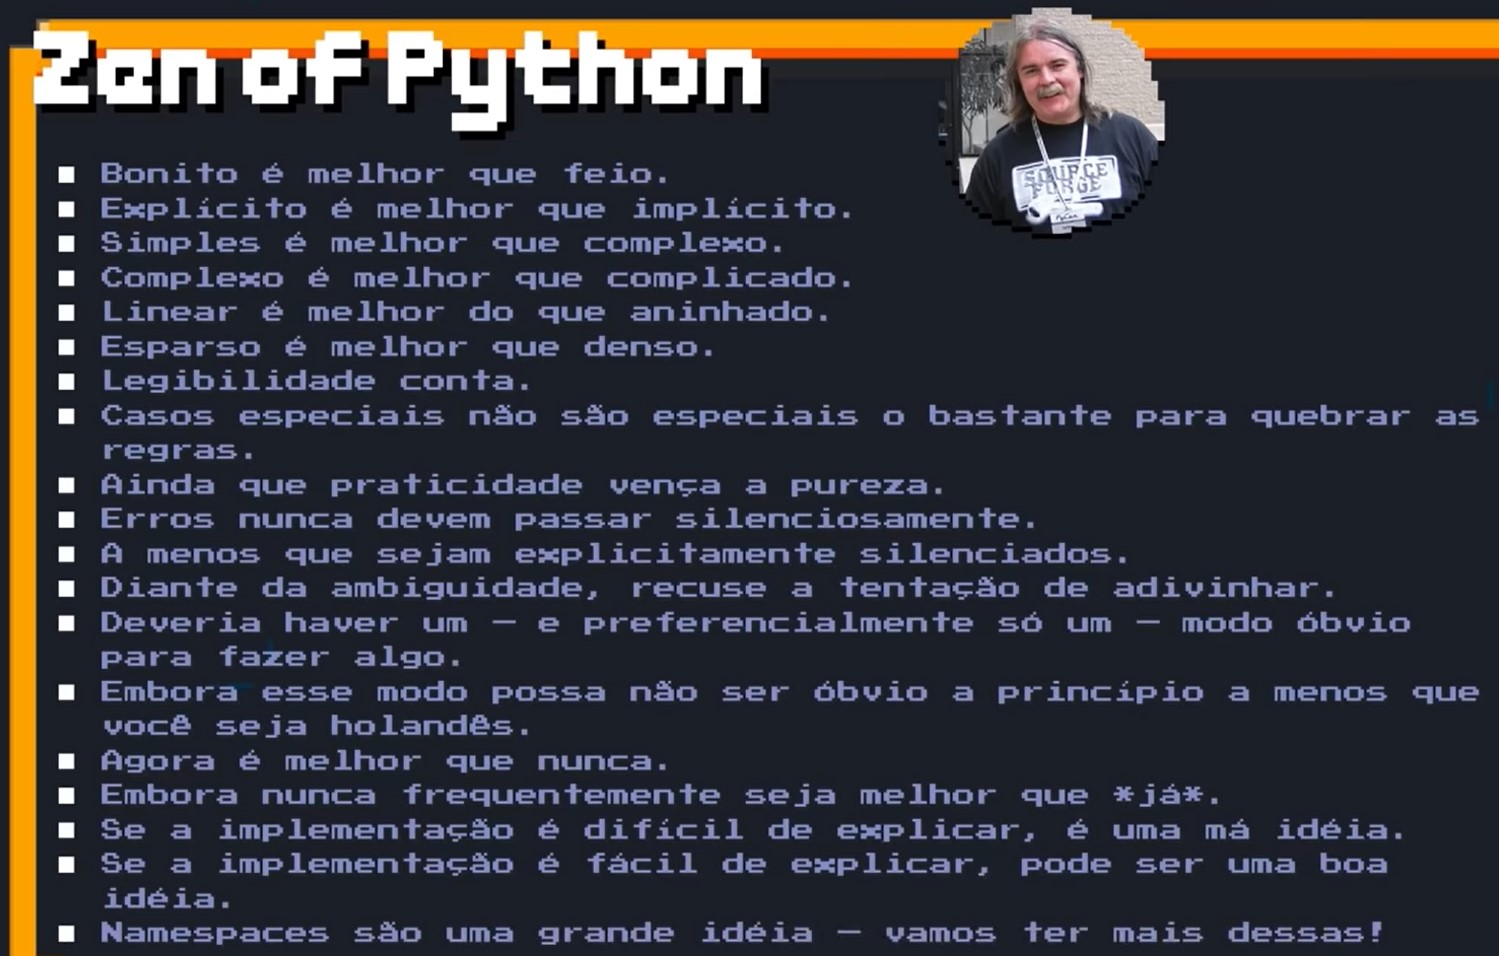 Zen of Python
SOURCE
FORGE
Bonito é melhor que feio.
Explícito é melhor que implícito.
Simples é melhor que complexo.
Complexo é melhor que complicado.
Linear é melhor do que aninhado.
Esparso é melhor que denso.
Legibilidade conta.
Casos especiais não são especiais o bastante para quebrar as
regras.
Ainda que praticidade vença a pureza.
Erros nunca devem passar silenciosamente.
A menos que sejam explicitamente silenciados.
Diante da ambiguidade, recuse a tentação de adivinhar.
Deveria haver um — e preferencialmente só um — modo óbvio
para fazer algo.
Embora esse modo possa não ser óbvio a princípio a menos que
você seja holandês.
Agora é melhor que nunca.
Embora nunca frequentemente seja melhor que *já*.
Se a implementação é difícil de explicar, é uma má idéia.
Se a implementação é fácil de explicar, pode ser uma boa
idéia.
Namespaces são uma grande idéia — vamos ter mais dessas!